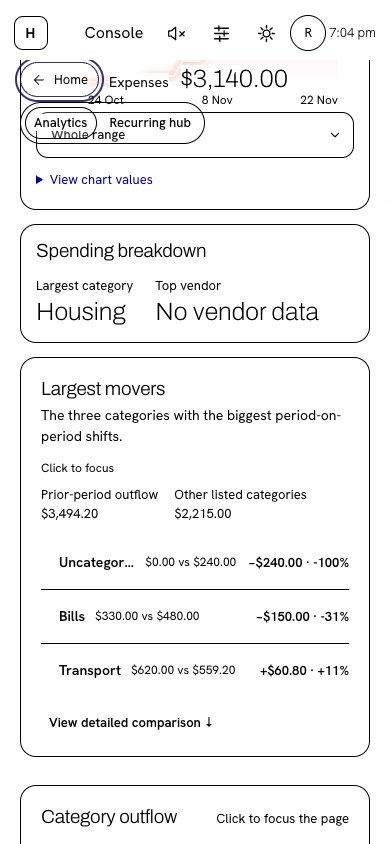 H Console R 7:04 pm
← Home Expenses $3,140.00
24 Oct 8 Nov 22 Nov
Analytics Recurring hub
Whole range
View chart values
Spending breakdown
Largest category Top vendor
Housing No vendor data
Largest movers
The three categories with the biggest period-on-
period shifts.
Click to focus
Prior-period outflow Other listed categories
$3,494.20 $2,215.00
Uncategor... $0.00 vs $240.00 −$240.00 · -100%
Bills $330.00 vs $480.00 −$150.00 · -31%
Transport $620.00 vs $559.20 +$60.80 · +11%
View detailed comparison ↓
Category outflow Click to focus the page